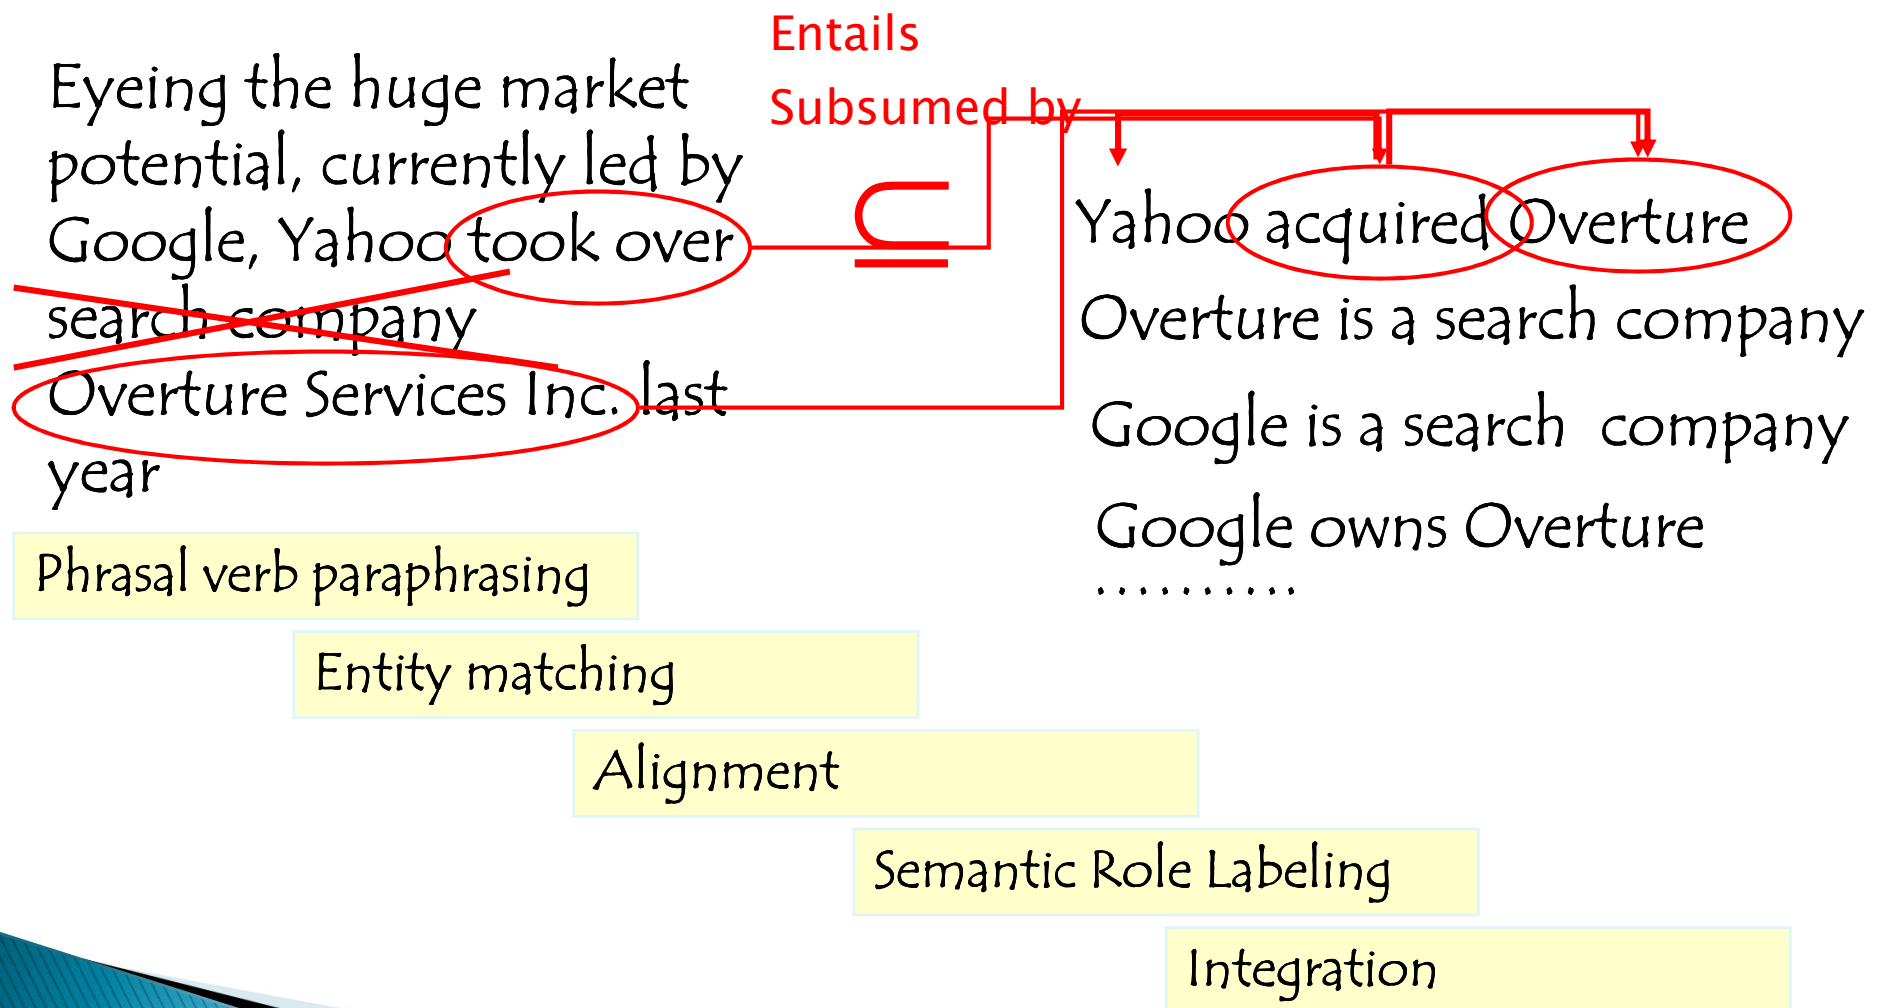 Entails
Subsumed by
Eyeing the huge market
potential, currently led by
Google, Yahoo took over
search company
Overture Services Inc. last
year
⊆
Yahoo acquired Overture
Overture is a search company
Google is a search company
Google owns Overture
..........
Phrasal verb paraphrasing
Entity matching
Alignment
Semantic Role Labeling
Integration